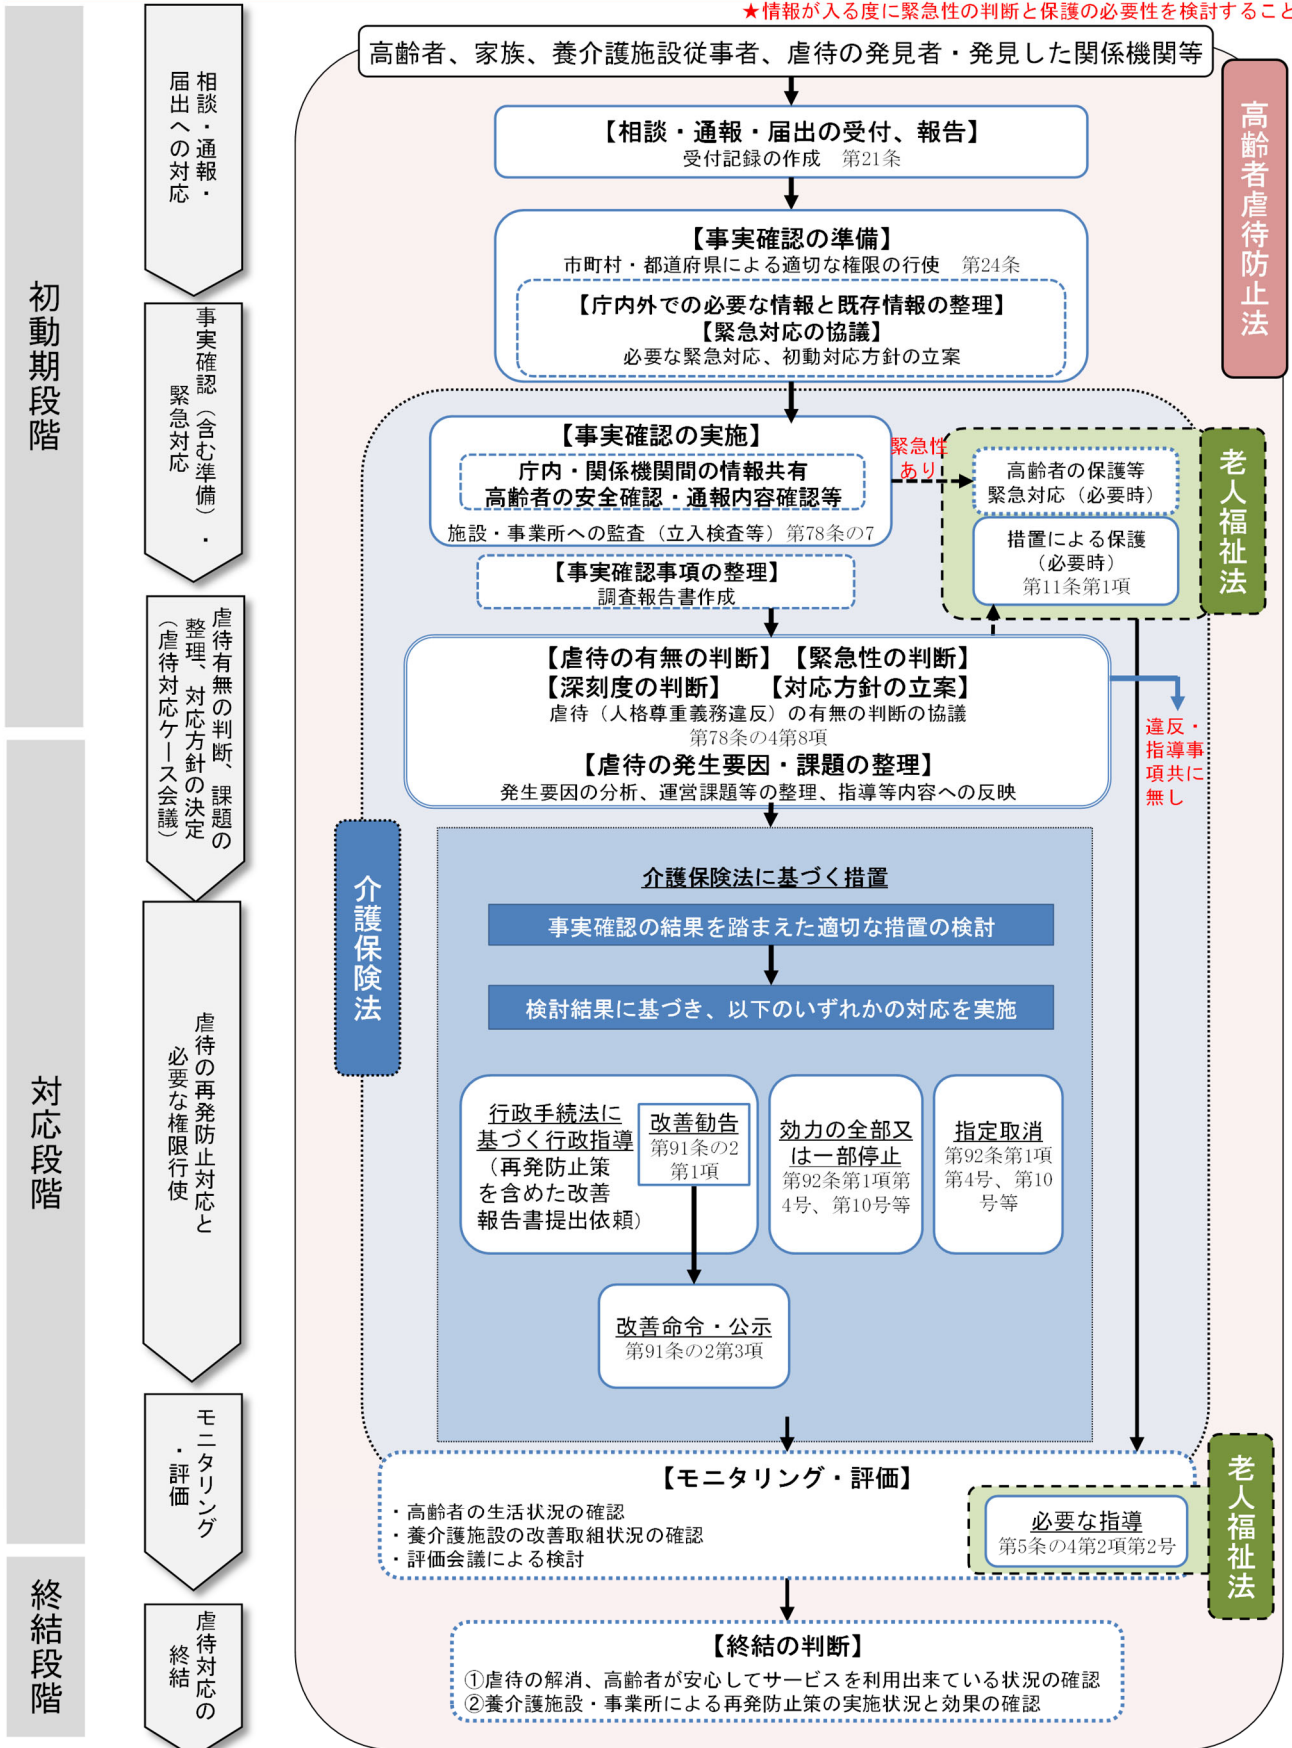 ★情報が入る度に緊急性の判断と保護の必要性を検討すること
高齢者、家族、養介護施設従事者、虐待の発見者・発見した関係機関等
高齢者虐待防止法
初動期段階
相談・通報・
届出への対応
【相談・通報・届出の受付、報告】
受付記録の作成　第21条
【事実確認の準備】
市町村・都道府県による適切な権限の行使　第24条
【庁内外での必要な情報と既存情報の整理】
【緊急対応の協議】
必要な緊急対応、初動対応方針の立案
事実確認（含む準備）・
緊急対応
【事実確認の実施】
庁内・関係機関間の情報共有
高齢者の安全確認・通報内容確認等
施設・事業所への監査（立入検査等）第78条の7
緊急性
あり
高齢者の保護等
緊急対応（必要時）
措置による保護
（必要時）
第11条第1項
老人福祉法
【事実確認事項の整理】
調査報告書作成
虐待有無の判断、課題の
整理、対応方針の決定
（虐待対応ケース会議）
【虐待の有無の判断】【緊急性の判断】
【深刻度の判断】　【対応方針の立案】
虐待（人格尊重義務違反）の有無の判断の協議
第78条の4第8項
【虐待の発生要因・課題の整理】
発生要因の分析、運営課題等の整理、指導等内容への反映
違反・
指導事
項共に
無し
対応段階
介護保険法
介護保険法に基づく措置
事実確認の結果を踏まえた適切な措置の検討
検討結果に基づき、以下のいずれかの対応を実施
虐待の再発防止対応と
必要な権限行使
行政手続法に
基づく行政指導
（再発防止策
を含めた改善
報告書提出依頼）
改善勧告
第91条の2
第1項
効力の全部又
は一部停止
第92条第1項第
4号、第10号等
指定取消
第92条第1項
第4号、第10
号等
改善命令・公示
第91条の2第3項
モニタリング
・評価
【モニタリング・評価】
・高齢者の生活状況の確認
・養介護施設の改善取組状況の確認
・評価会議による検討
必要な指導
第5条の4第2項第2号
老人福祉法
終結段階
虐待対応の
終結
【終結の判断】
①虐待の解消、高齢者が安心してサービスを利用出来ている状況の確認
②養介護施設・事業所による再発防止策の実施状況と効果の確認